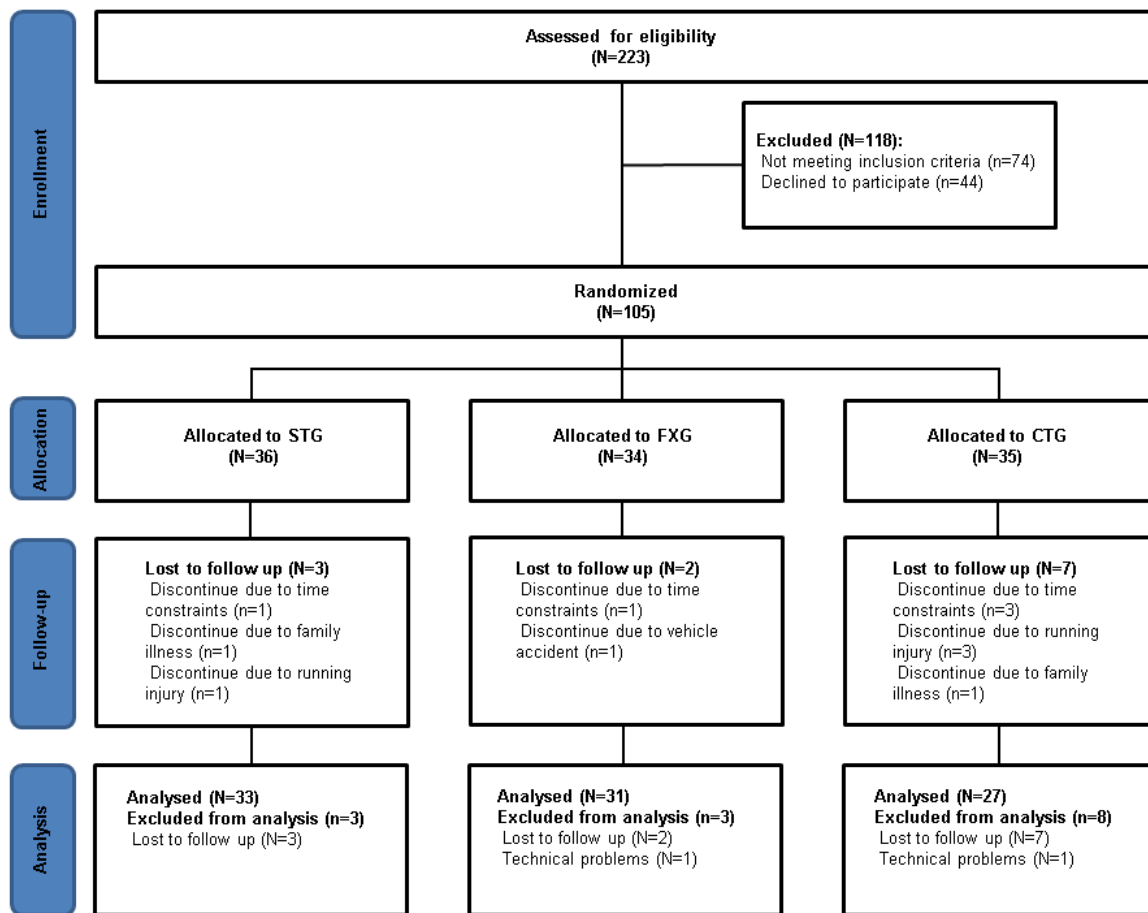 Enrollment
Assessed for eligibility
(N=223)
Excluded (N=118):
Not meeting inclusion criteria (n=74)
Declined to participate (n=44)
Randomized
(N=105)
Allocation
Allocated to STG
(N=36)
Allocated to FXG
(N=34)
Allocated to CTG
(N=35)
Follow-up
Lost to follow up (N=3)
Discontinue due to time
constraints (n=1)
Discontinue due to family
illness (n=1)
Discontinue due to running
injury (n=1)
Lost to follow up (N=2)
Discontinue due to time
constraints (n=1)
Discontinue due to vehicle
accident (n=1)
Lost to follow up (N=7)
Discontinue due to time
constraints (n=3)
Discontinue due to running
injury (n=3)
Discontinue due to family
illness (n=1)
Analysis
Analysed (N=33)
Excluded from analysis (n=3)
Lost to follow up (N=3)
Analysed (N=31)
Excluded from analysis (n=3)
Lost to follow up (N=2)
Technical problems (N=1)
Analysed (N=27)
Excluded from analysis (n=8)
Lost to follow up (N=7)
Technical problems (N=1)